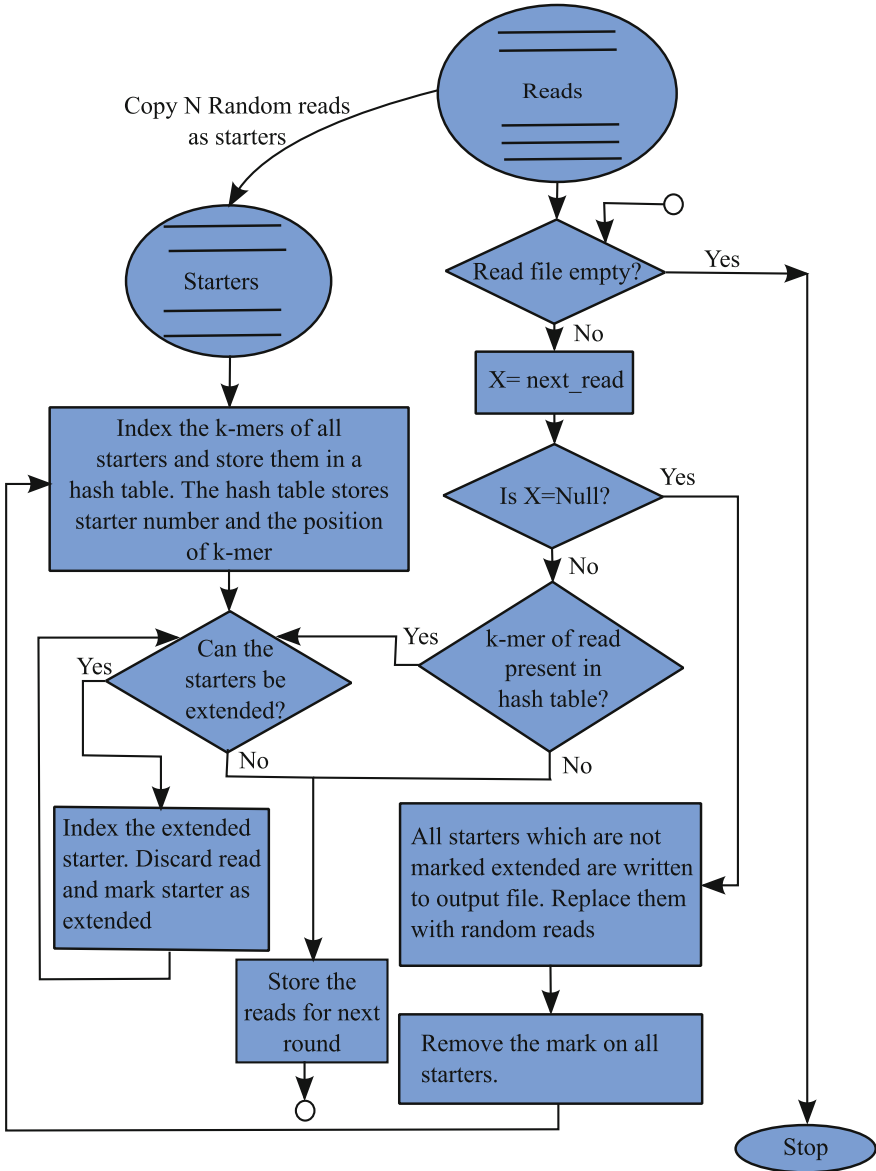 Reads
Copy N Random reads
as starters
Starters
Read file empty?
Yes
No
X= next_read
Index the k-mers of all
starters and store them in a
hash table. The hash table stores
starter number and the position
of k-mer
Is X=Null?
Yes
No
Can the
starters be
extended?
Yes
No
k-mer of read
present in
hash table?
Yes
No
Index the extended
starter. Discard read
and mark starter as
extended
All starters which are not
marked extended are written
to output file. Replace them
with random reads
Store the
reads for next
round
Remove the mark on all
starters.
Stop